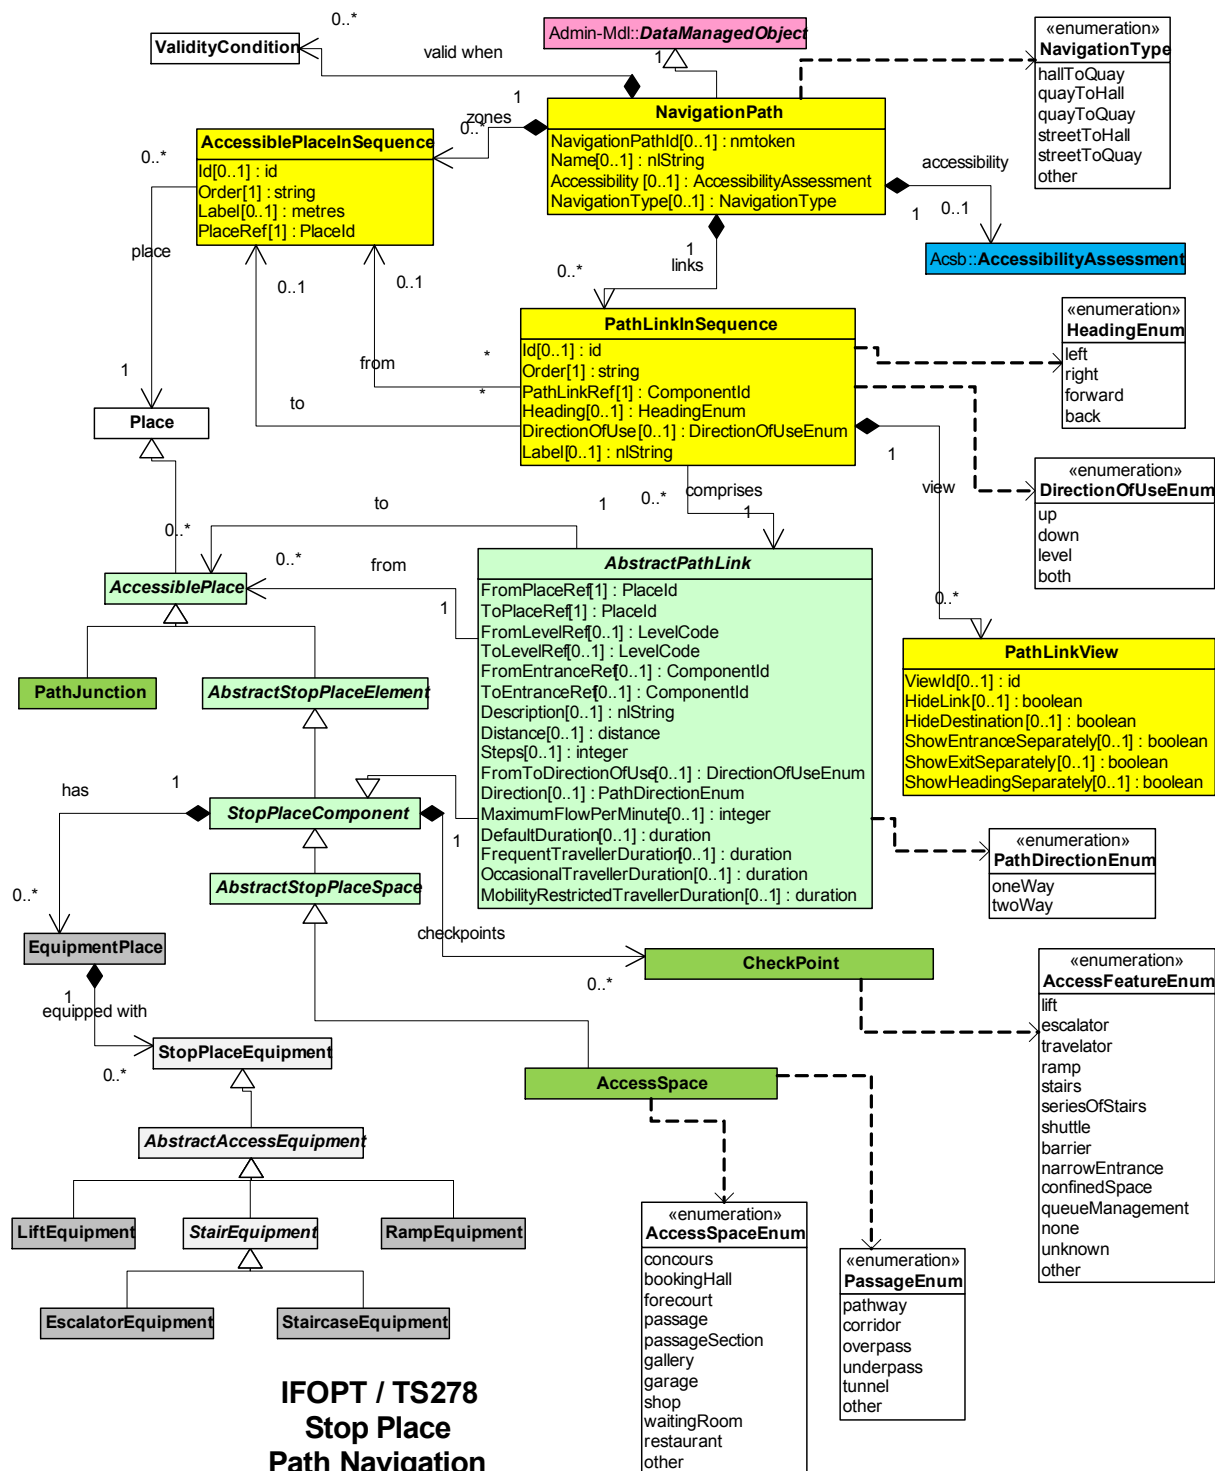 0..*
ValidityCondition
valid when
Admin-Mdl::DataManagedObject
1
1
«enumeration»
NavigationType
hallToQuay
quayToHall
quayToQuay
streetToHall
streetToQuay
other
NavigationPath
NavigationPathId[0..1] : nmtoken
Name[0..1] : nlString
Accessibility [0..1] : AccessibilityAssessment
NavigationType[0..1] : NavigationType
zones
0..*
AccessiblePlaceInSequence
Id[0..1] : id
Order[1] : string
Label[0..1] : metres
PlaceRef[1] : PlaceId
0..*
accessibility
1
0..1
Acsb::AccessibilityAssessment
place
1
links
0..*
0..1
0..1
PathLinkInSequence
Id[0..1] : id
Order[1] : string
PathLinkRef[1] : ComponentId
Heading[0..1] : HeadingEnum
DirectionOfUse[0..1] : DirectionOfUseEnum
Label[0..1] : nlString
«enumeration»
HeadingEnum
left
right
forward
back
from
*
*
to
1
Place
1
view
0..*
comprises
1
1
«enumeration»
DirectionOfUseEnum
up
down
level
both
to
0..*
0..*
from
1
AccessiblePlace
AbstractPathLink
FromPlaceRef[1] : PlaceId
ToPlaceRef[1] : PlaceId
FromLevelRef[0..1] : LevelCode
ToLevelRef[0..1] : LevelCode
FromEntranceRef[0..1] : ComponentId
ToEntranceRef[0..1] : ComponentId
Description[0..1] : nlString
Distance[0..1] : distance
Steps[0..1] : integer
FromToDirectionOfUse[0..1] : DirectionOfUseEnum
Direction[0..1] : PathDirectionEnum
MaximumFlowPerMinute[0..1] : integer
DefaultDuration[0..1] : duration
FrequentTravellerDuration[0..1] : duration
OccasionalTravellerDuration[0..1] : duration
MobilityRestrictedTravellerDuration[0..1] : duration
0..*
PathLinkView
ViewId[0..1] : id
HideLink[0..1] : boolean
HideDestination[0..1] : boolean
ShowEntranceSeparately[0..1] : boolean
ShowExitSeparately[0..1] : boolean
ShowHeadingSeparately[0..1] : boolean
PathJunction
AbstractStopPlaceElement
has
1
StopPlaceComponent
1
AbstractStopPlaceSpace
«enumeration»
PathDirectionEnum
oneWay
twoWay
0..*
EquipmentPlace
checkpoints
0..*
CheckPoint
1
equipped with
0..*
StopPlaceEquipment
«enumeration»
AccessFeatureEnum
lift
escalator
travelator
ramp
stairs
seriesOfStairs
shuttle
barrier
narrowEntrance
confinedSpace
queueManagement
none
unknown
other
AccessSpace
AbstractAccessEquipment
LiftEquipment
StairEquipment
RampEquipment
EscalatorEquipment
StaircaseEquipment
«enumeration»
AccessSpaceEnum
concours
bookingHall
forecourt
passage
passageSection
gallery
garage
shop
waitingRoom
restaurant
other
«enumeration»
PassageEnum
pathway
corridor
overpass
underpass
tunnel
other
IFOPT / TS278
Stop Place
Path Navigation